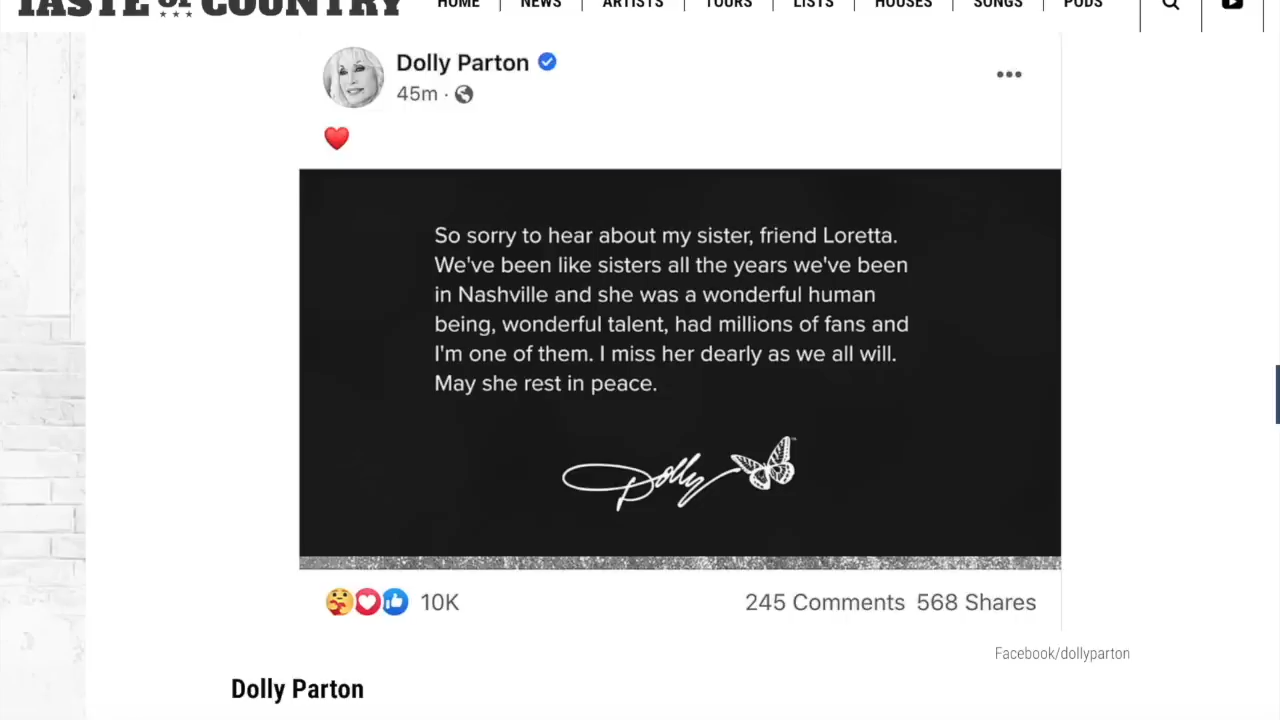 TASTE OF COUNTRY HOME NEWS ARTISTS TOURS LISTS HOUSES SONGS PODS
Dolly Parton
45m ·
So sorry to hear about my sister, friend Loretta.
We've been like sisters all the years we've been
in Nashville and she was a wonderful human
being, wonderful talent, had millions of fans and
I'm one of them. I miss her dearly as we all will.
May she rest in peace.
Dolly
10K 245 Comments 568 Shares
Facebook/dollyparton
Dolly Parton